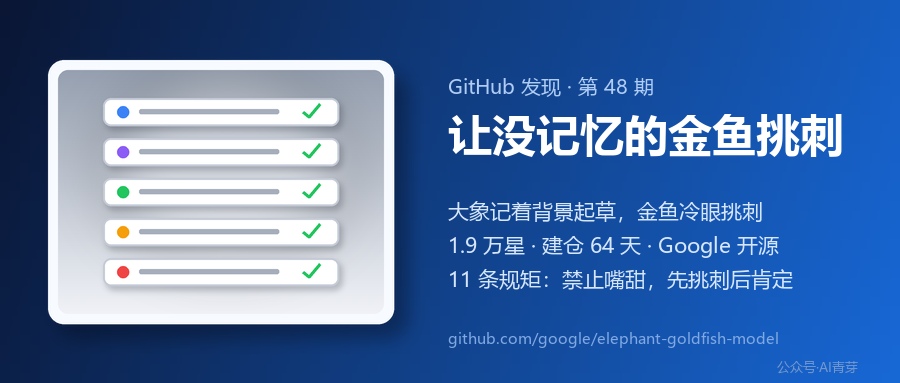 GitHub 发现 · 第 48 期
让没记忆的金鱼挑刺
大象记着背景起草，金鱼冷眼挑刺
1.9 万星 · 建仓 64 天 · Google 开源
11 条规矩：禁止嘴甜，先挑刺后肯定
github.com/google/elephant-goldfish-model
公众号·AI青芽